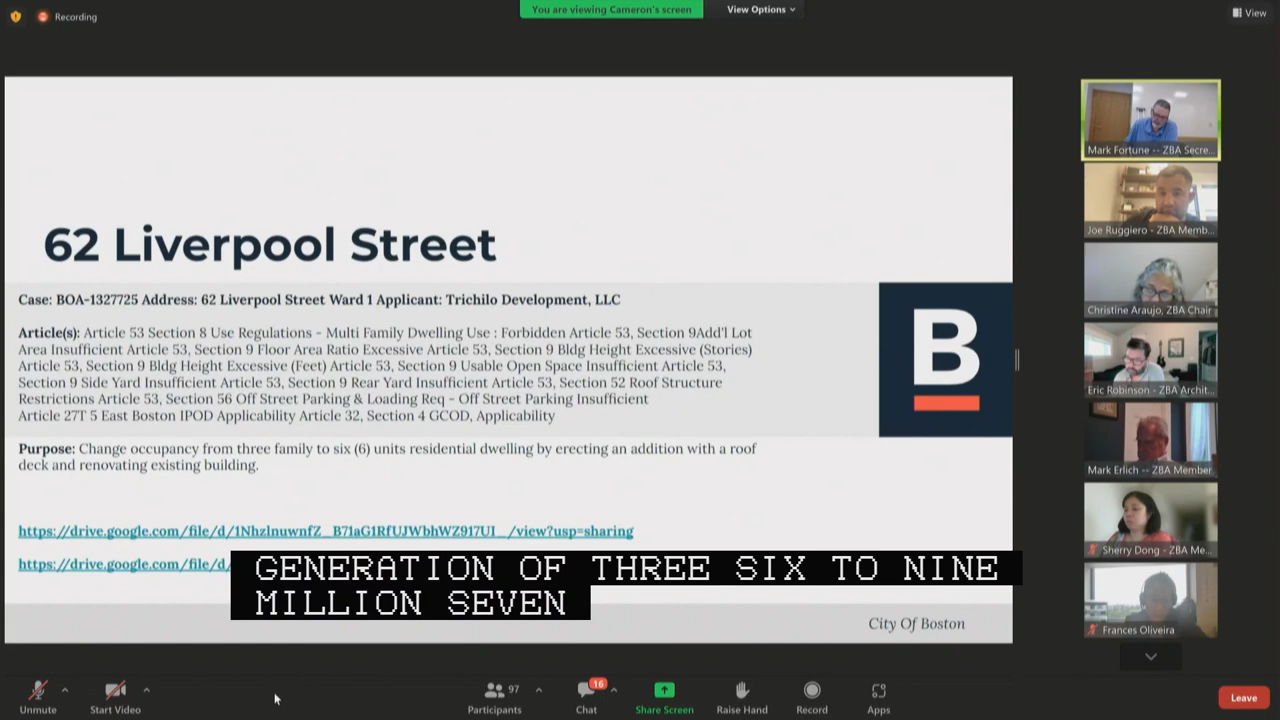 Recording
You are viewing Cameron's screen
View Options
View
62 Liverpool Street
Case: BOA-1327725 Address: 62 Liverpool Street Ward 1 Applicant: Trichilo Development, LLC
Article(s): Article 53 Section 8 Use Regulations - Multi Family Dwelling Use : Forbidden Article 53, Section 9Add'l Lot
Area Insufficient Article 53, Section 9 Floor Area Ratio Excessive Article 53, Section 9 Bldg Height Excessive (Stories)
Article 53, Section 9 Bldg Height Excessive (Feet) Article 53, Section 9 Usable Open Space Insufficient Article 53,
Section 9 Side Yard Insufficient Article 53, Section 9 Rear Yard Insufficient Article 53, Section 52 Roof Structure
Restrictions Article 53, Section 56 Off Street Parking & Loading Req - Off Street Parking Insufficient
Article 27T 5 East Boston IPOD Applicability Article 32, Section 4 GCOD, Applicability
Purpose: Change occupancy from three family to six (6) units residential dwelling by erecting an addition with a roof
deck and renovating existing building.
https://drive.google.com/file/d/1NhzlnuwnfZ_B71aG1RfUJWbhWZ917UI_/view?usp=sharing
https://drive.google.com/file/d/
GENERATION OF THREE SIX TO NINE
MILLION SEVEN
City Of Boston
B
Mark Fortune -- ZBA Secre...
Joe Ruggiero - ZBA Memb...
Christine Araujo, ZBA Chair
Eric Robinson - ZBA Archit...
Mark Erlich -- ZBA Member
Sherry Dong - ZBA Me...
Frances Oliveira
Unmute
Start Video
Participants
97
Chat
16
Share Screen
Raise Hand
Record
Apps
Leave